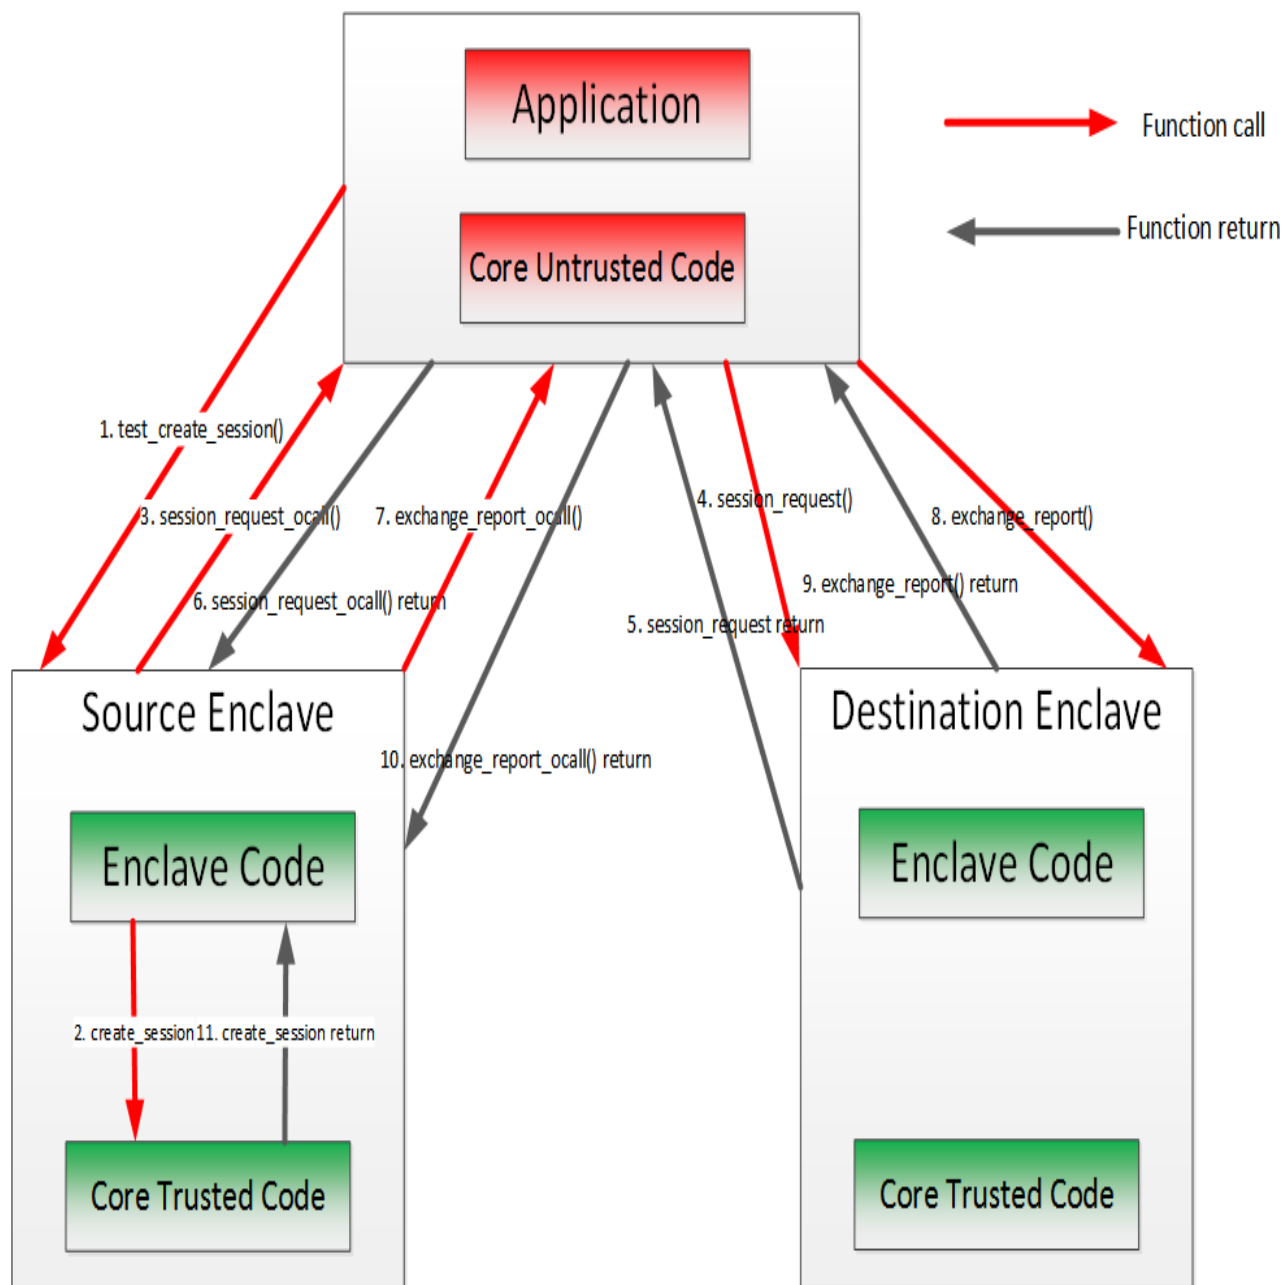 Application
Function call
Function return
Core Untrusted Code
1. test_create_session()
3. session_request_ocall()
7. exchange_report_ocall()
4. session_request()
8. exchange_report()
6. session_request_ocall() return
5. session_request return
9. exchange_report() return
Source Enclave
Destination Enclave
10. exchange_report_ocall() return
Enclave Code
Enclave Code
2. create_session
11. create_session return
Core Trusted Code
Core Trusted Code